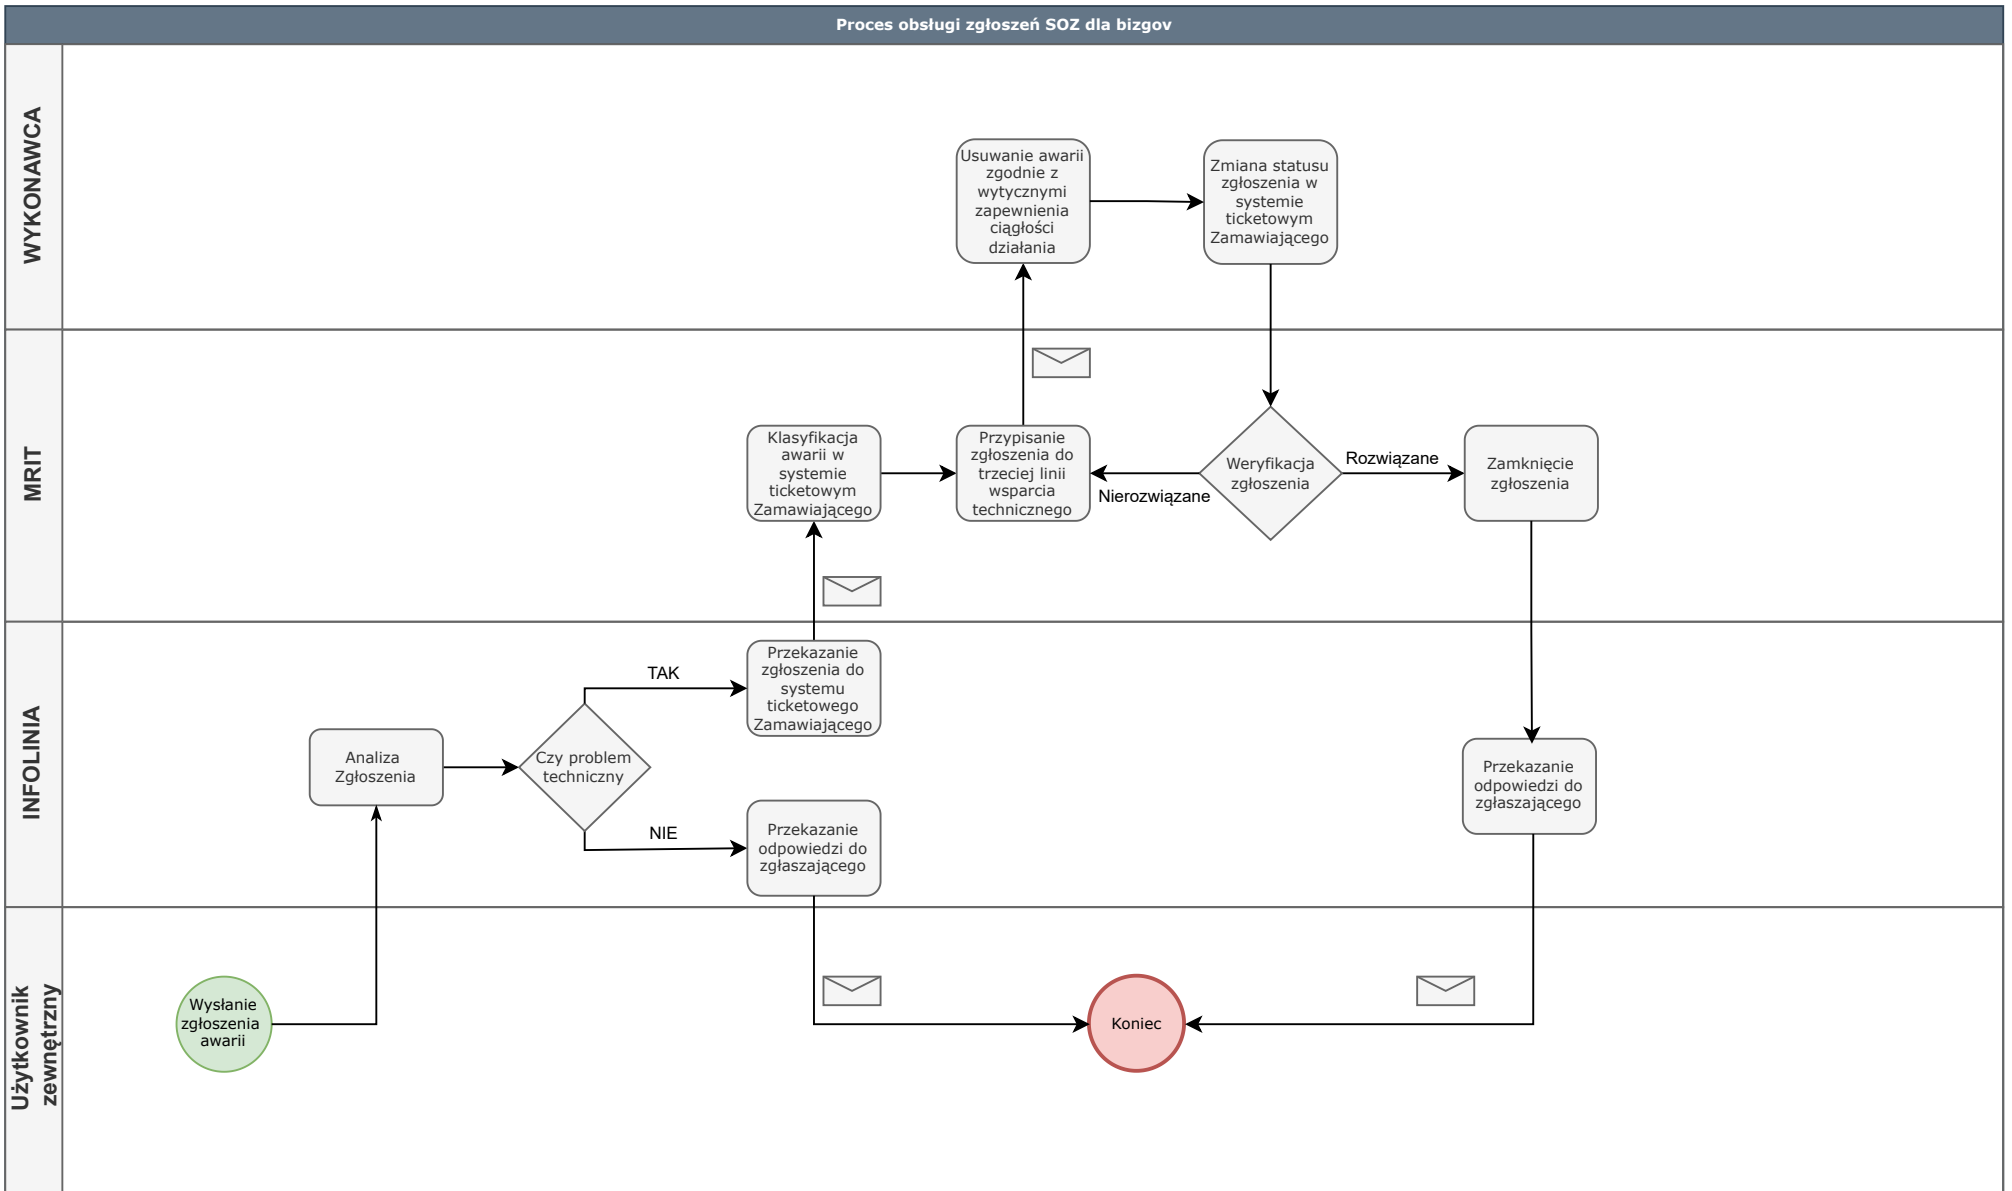 Proces obsługi zgłoszeń SOZ dla bizgov
WYKONAWCA
Usuwanie awarii
zgodnie z
wytycznymi
zapewnienia
ciągłości
działania
Zmiana statusu
zgłoszenia w
systemie
ticketowym
Zamawiającego
MRIT
Klasyfikacja
awarii w
systemie
ticketowym
Zamawiającego
Przypisanie
zgłoszenia do
trzeciej linii
wsparcia
technicznego
Nierozwiązane
Weryfikacja
zgłoszenia
Rozwiązane
Zamknięcie
zgłoszenia
INFOLINIA
Analiza
Zgłoszenia
Czy problem
techniczny
TAK
Przekazanie
zgłoszenia do
systemu
ticketowego
Zamawiającego
NIE
Przekazanie
odpowiedzi do
zgłaszającego
Przekazanie
odpowiedzi do
zgłaszającego
Użytkownik
zewnętrzny
Wysłanie
zgłoszenia
awarii
Koniec